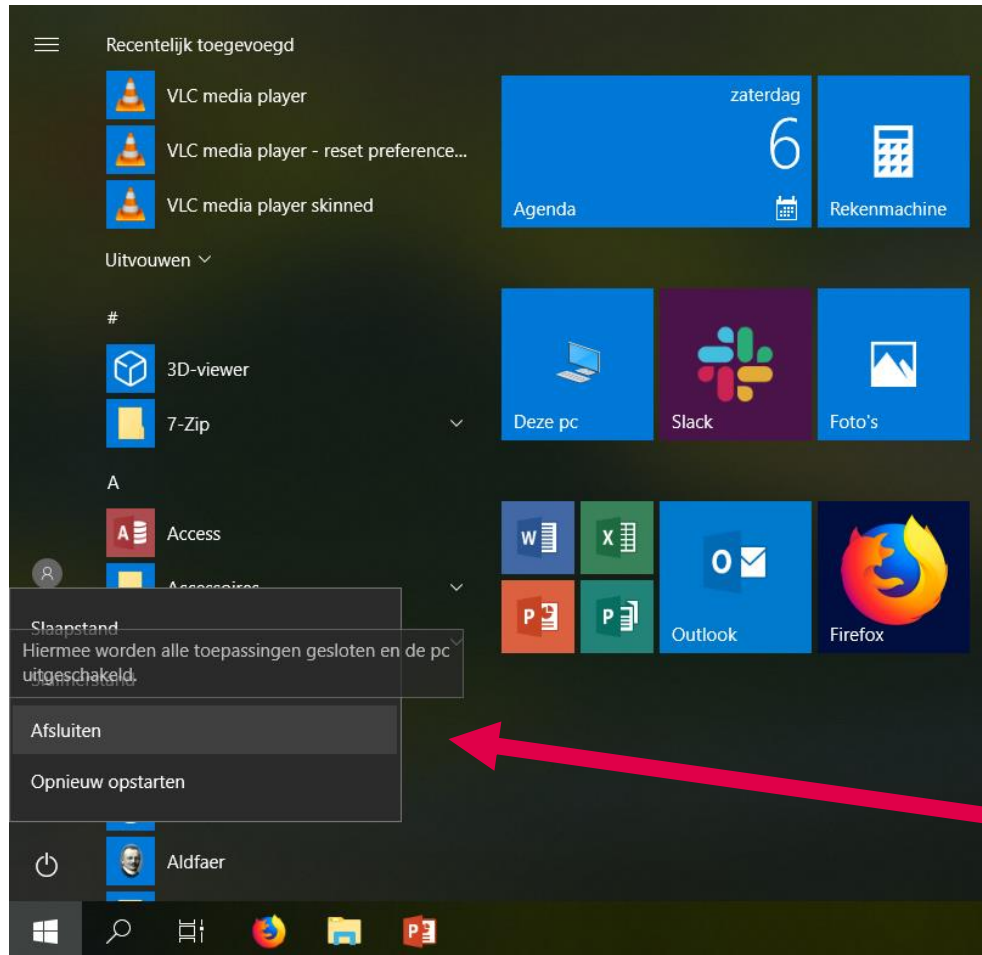 Recentelijk toegevoegd
VLC media player
VLC media player - reset preference...
VLC media player skinned
Uitvouwen
#
3D-viewer
7-Zip
A
Access
Accessoires
Slaapstand
Hiermee worden alle toepassingen gesloten en de pc
uitgeschakeld.
Sluimerstand
Afsluiten
Opnieuw opstarten
Aldfaer
zaterdag
6
Agenda
Rekenmachine
Deze pc
Slack
Foto's
W
X
P
P
O
Outlook
Firefox